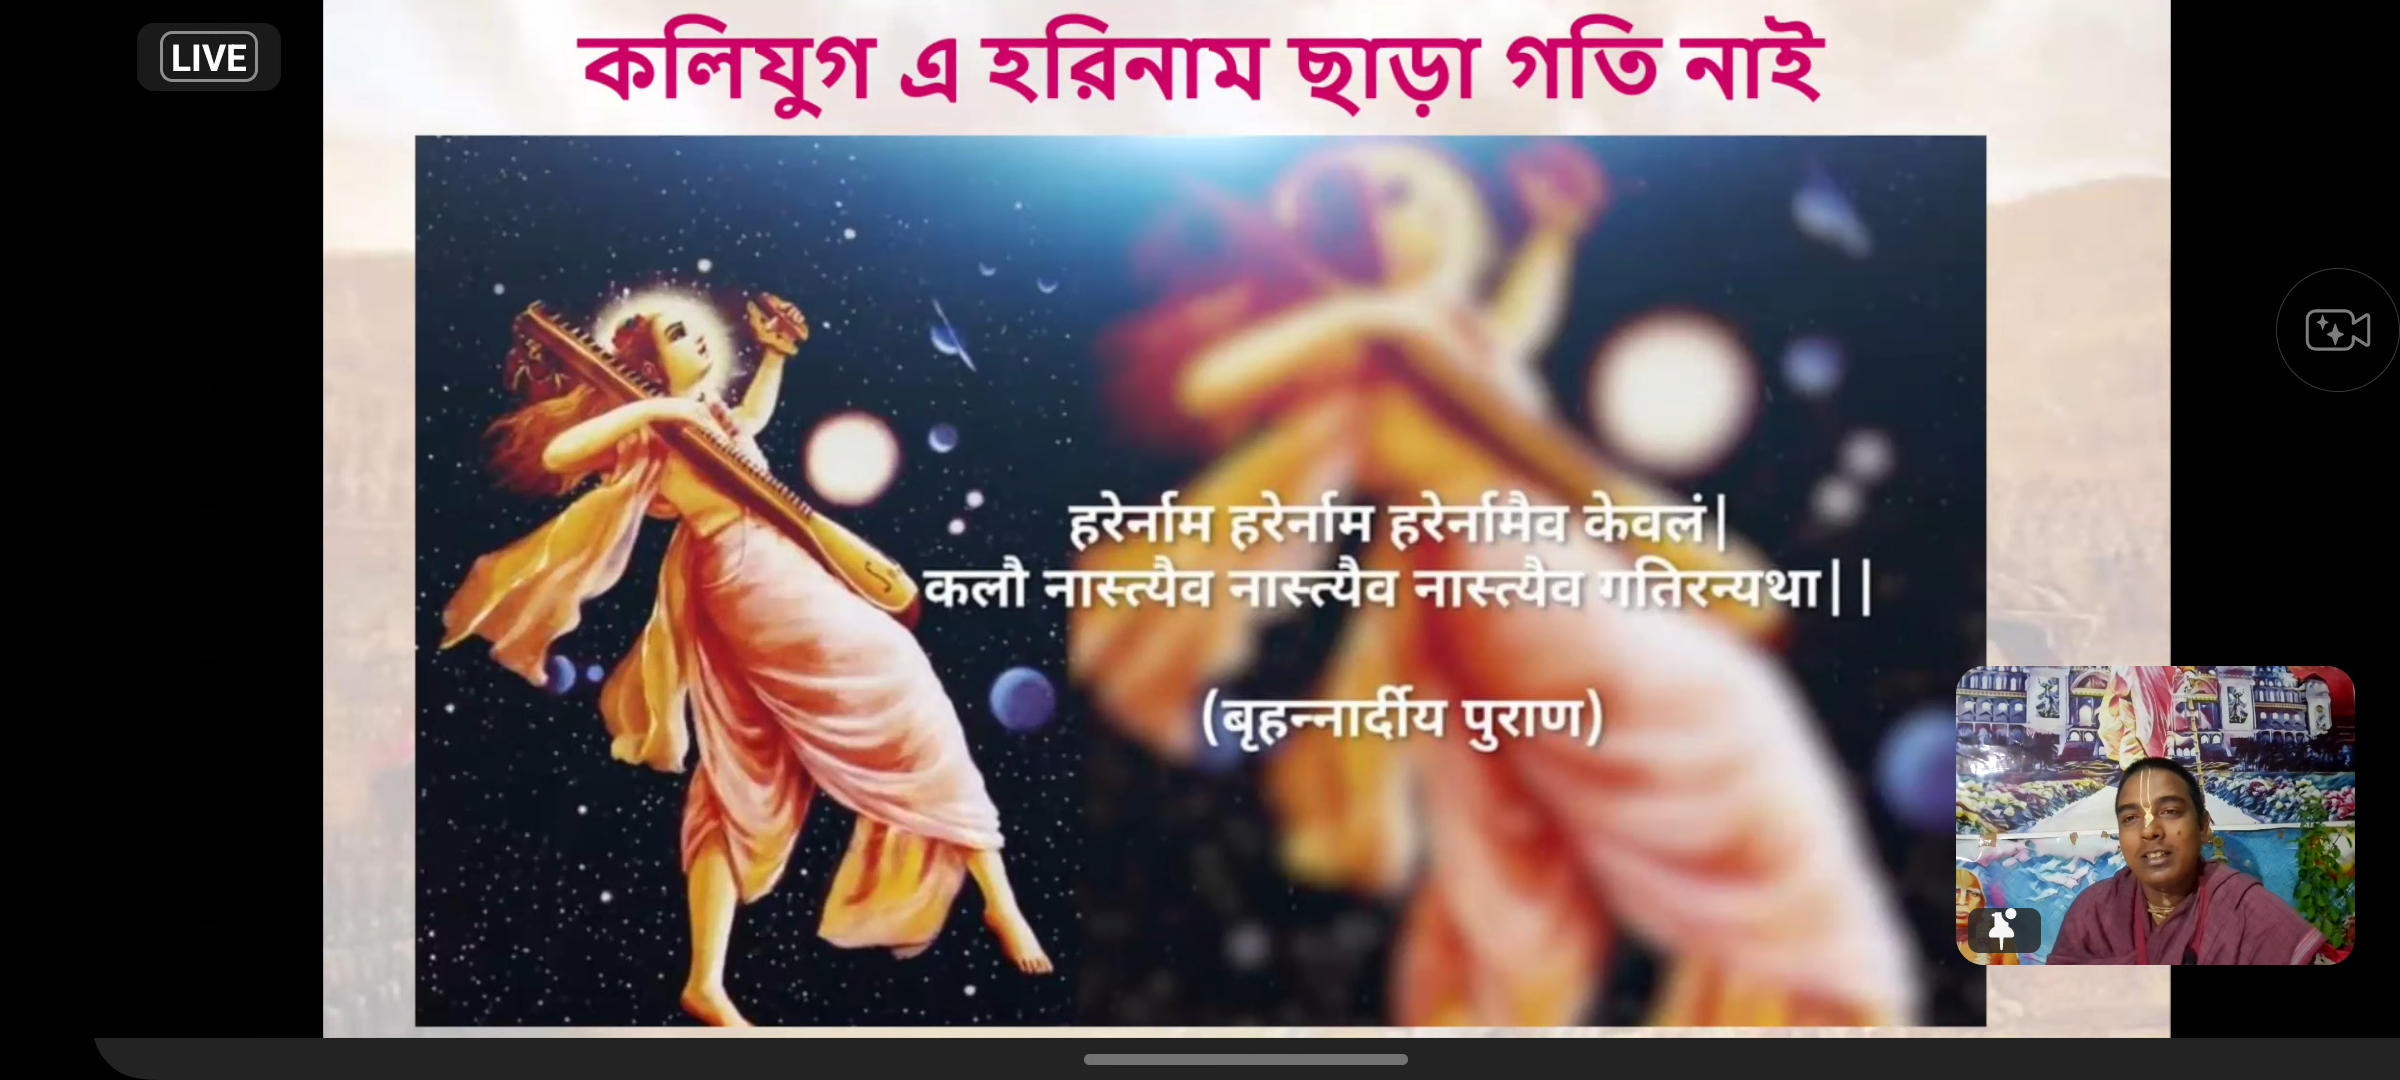 LIVE
কলিযুগ এ হরিনাম ছাড়া গতি নাই
हरेर्नाम हरेर्नाम हरेर्नामैव केवलं|
कलौ नास्त्यैव नास्त्यैव नास्त्यैव गतिरन्यथा||
(बृहन्नार्दीय पुराण)